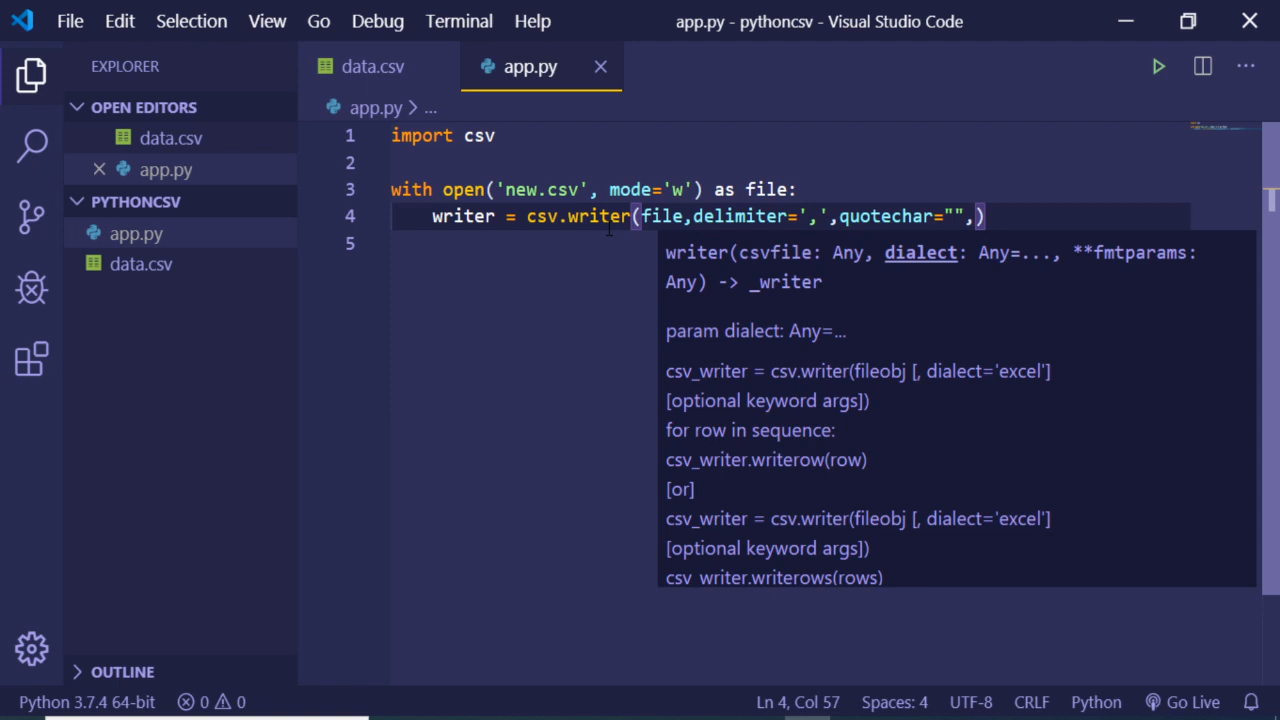 File Edit Selection View Go Debug Terminal Help app.py - pythoncsv - Visual Studio Code
EXPLORER
OPEN EDITORS
data.csv
app.py
PYTHONCSV
app.py
data.csv
OUTLINE
data.csv app.py
app.py > ...
1 import csv
2
3 with open('new.csv', mode='w') as file:
4 writer = csv.writer(file,delimiter=',',quotechar="",)
5
writer(csvfile: Any, dialect: Any=..., **fmtparams:
Any) -> _writer
param dialect: Any=...
csv_writer = csv.writer(fileobj [, dialect='excel']
[optional keyword args])
for row in sequence:
csv_writer.writerow(row)
[or]
csv_writer = csv.writer(fileobj [, dialect='excel']
[optional keyword args])
csv_writer.writerows(rows)
Python 3.7.4 64-bit 0 0 Ln 4, Col 57 Spaces: 4 UTF-8 CRLF Python Go Live